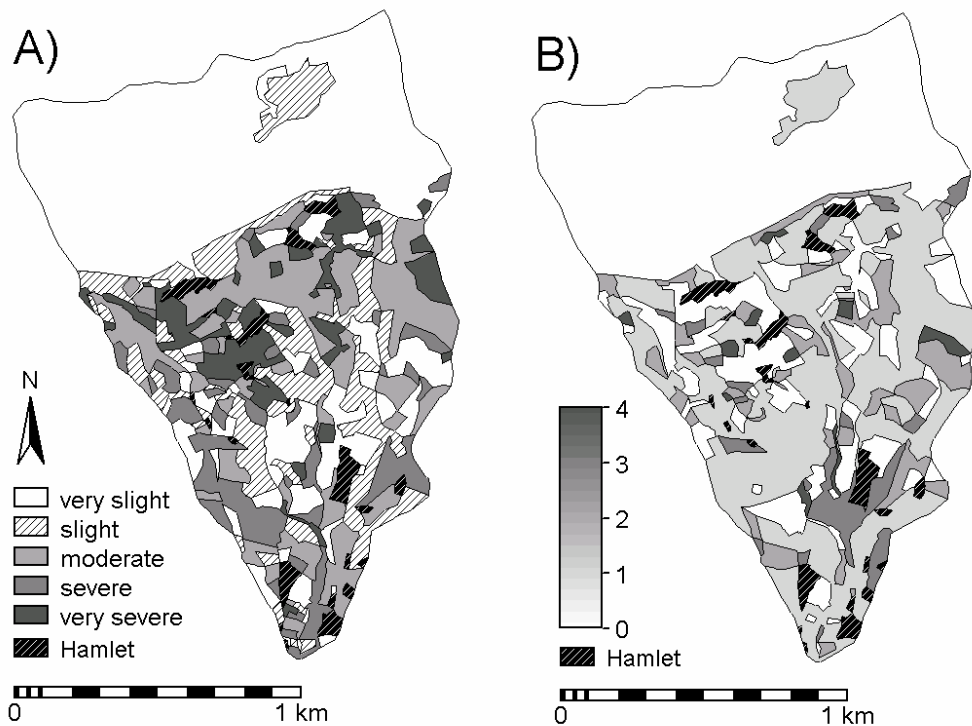 A)
N
very slight
slight
moderate
severe
very severe
Hamlet
0
1 km
B)
4
3
2
1
0
Hamlet
0
1 km